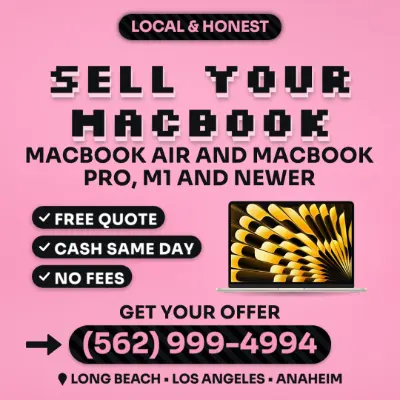 LOCAL & HONEST
SELL YOUR
MACBOOK
MACBOOK AIR AND MACBOOK
PRO, M1 AND NEWER
✓ FREE QUOTE
✓ CASH SAME DAY
✓ NO FEES
GET YOUR OFFER
(562) 999-4994
LONG BEACH • LOS ANGELES • ANAHEIM